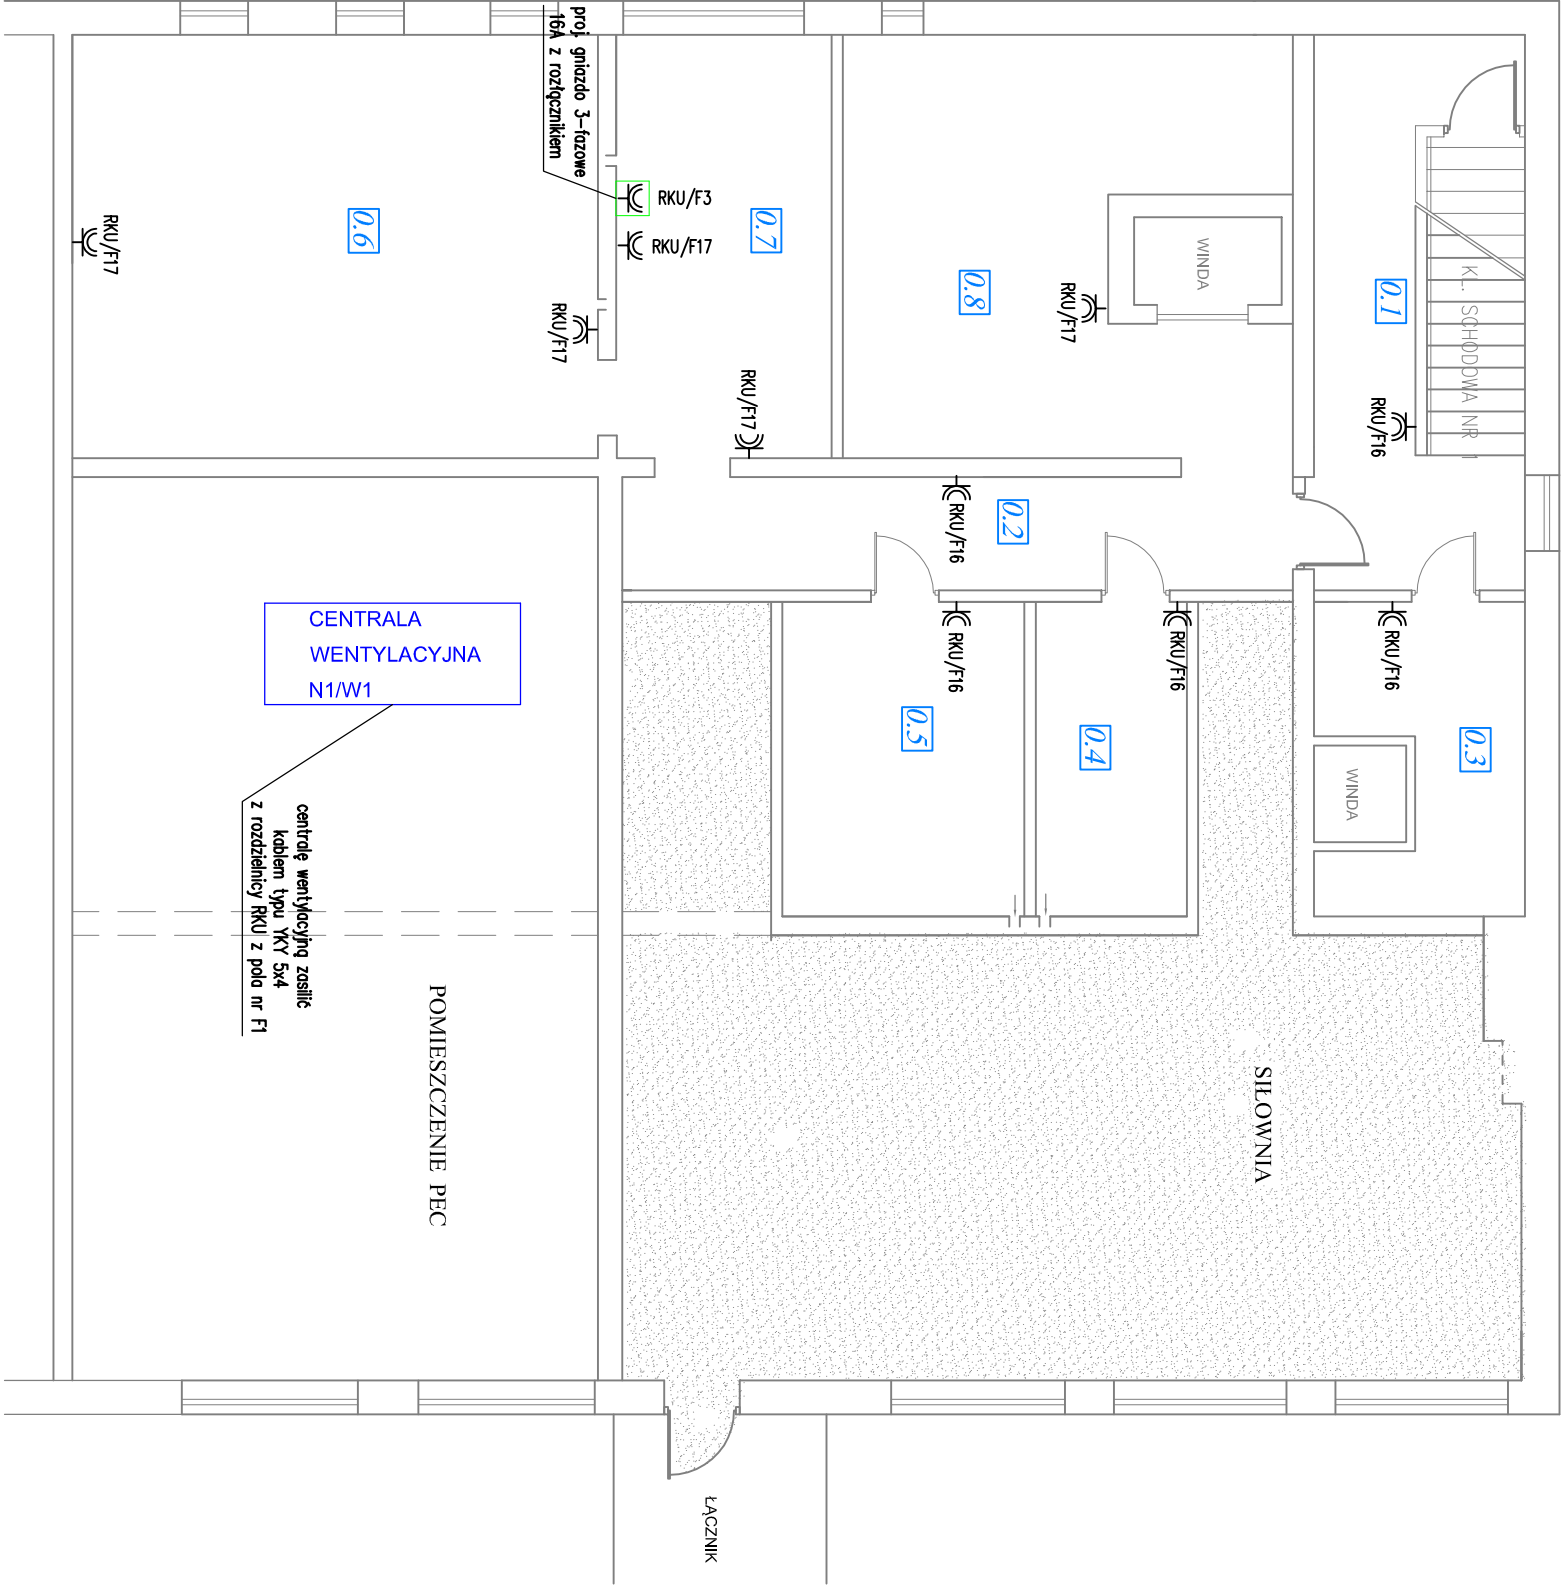 proj. gniazdo 3-fazowe
16A z rozłącznikiem
RKU/F3
RKU/F17
0.7
0.6
RKU/F17
RKU/F17
RKU/F17
0.8
RKU/F17
WINDA
0.1
KL. SCHODOWA NR 1
RKU/F16
0.2
RKU/F16
RKU/F16
RKU/F16
RKU/F16
0.5
0.4
0.3
WINDA
CENTRALA
WENTYLACYJNA
N1/W1
centralę wentylacyjną zasilić
kablem typu YKY 5x4
z rozdzielnicy RKU z pola nr F1
POMIESZCZENIE PEC
SIŁOWNIA
ŁĄCZNIK